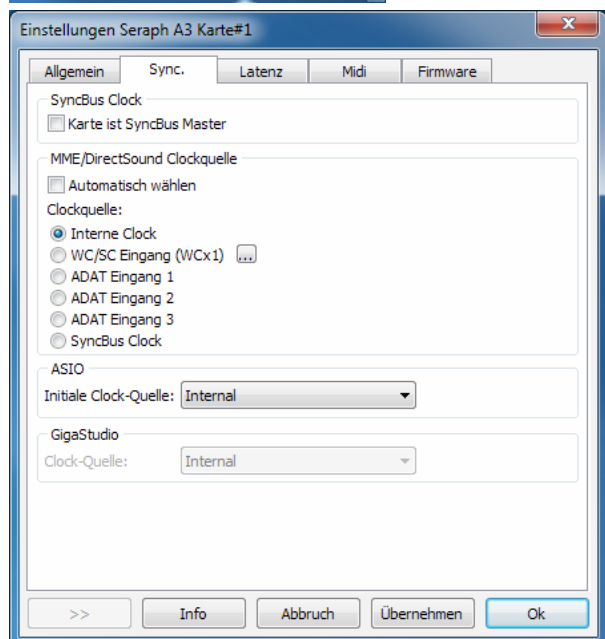 Einstellungen Seraph A3 Karte#1
Allgemein Sync. Latenz Midi Firmware
SyncBus Clock
Karte ist SyncBus Master
MME/DirectSound Clockquelle
Automatisch wählen
Clockquelle:
Interne Clock
WC/SC Eingang (WCx1) ...
ADAT Eingang 1
ADAT Eingang 2
ADAT Eingang 3
SyncBus Clock
ASIO
Initiale Clock-Quelle: Internal
GigaStudio
Clock-Quelle: Internal
>> Info Abbruch Übernehmen Ok